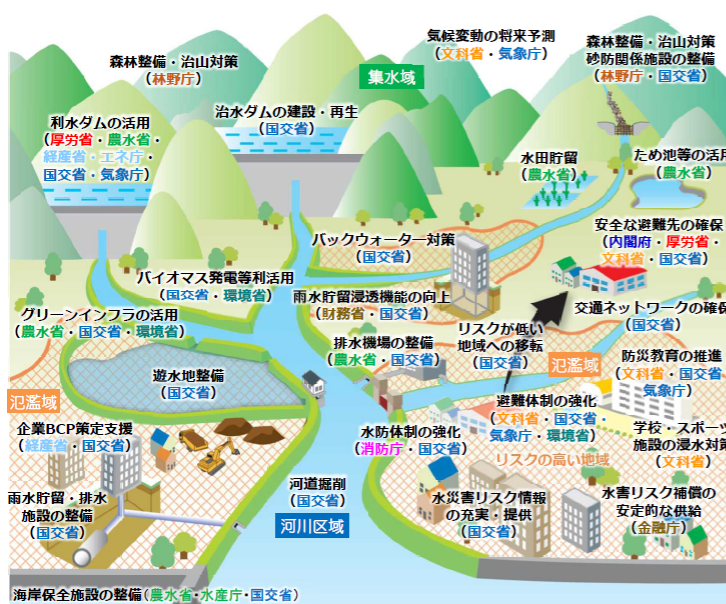 気候変動の将来予測
（文科省・気象庁）
森林整備・治山対策
砂防関係施設の整備
（林野庁・国交省）
森林整備・治山対策
（林野庁）
集水域
治水ダムの建設・再生
（国交省）
利水ダムの活用
（厚労省・農水省・
経産省・エネ庁・
国交省・気象庁）
水田貯留
（農水省）
ため池等の活用
（農水省）
安全な避難先の確保
（内閣府・厚労省・
文科省・国交省）
バックウォーター対策
（国交省）
バイオマス発電等利活用
（国交省・環境省）
雨水貯留浸透機能の向上
（財務省・国交省）
交通ネットワークの確保
（国交省）
グリーンインフラの活用
（農水省・国交省・環境省）
排水機場の整備
（農水省・国交省）
リスクが低い
地域への移転
（国交省）
氾濫域
防災教育の推進
（文科省・国交省・
気象庁）
遊水地整備
（国交省）
氾濫域
避難体制の強化
（文科省・国交省・
気象庁・環境省）
企業BCP策定支援
（経産省・国交省）
水防体制の強化
（消防庁・国交省）
学校・スポーツ
施設の浸水対策
（文科省）
リスクの高い地域
河道掘削
（国交省）
河川区域
雨水貯留・排水
施設の整備
（国交省）
水災害リスク情報
の充実・提供
（国交省）
水害リスク補償の
安定的な供給
（金融庁）
海岸保全施設の整備（農水省・水産庁・国交省）